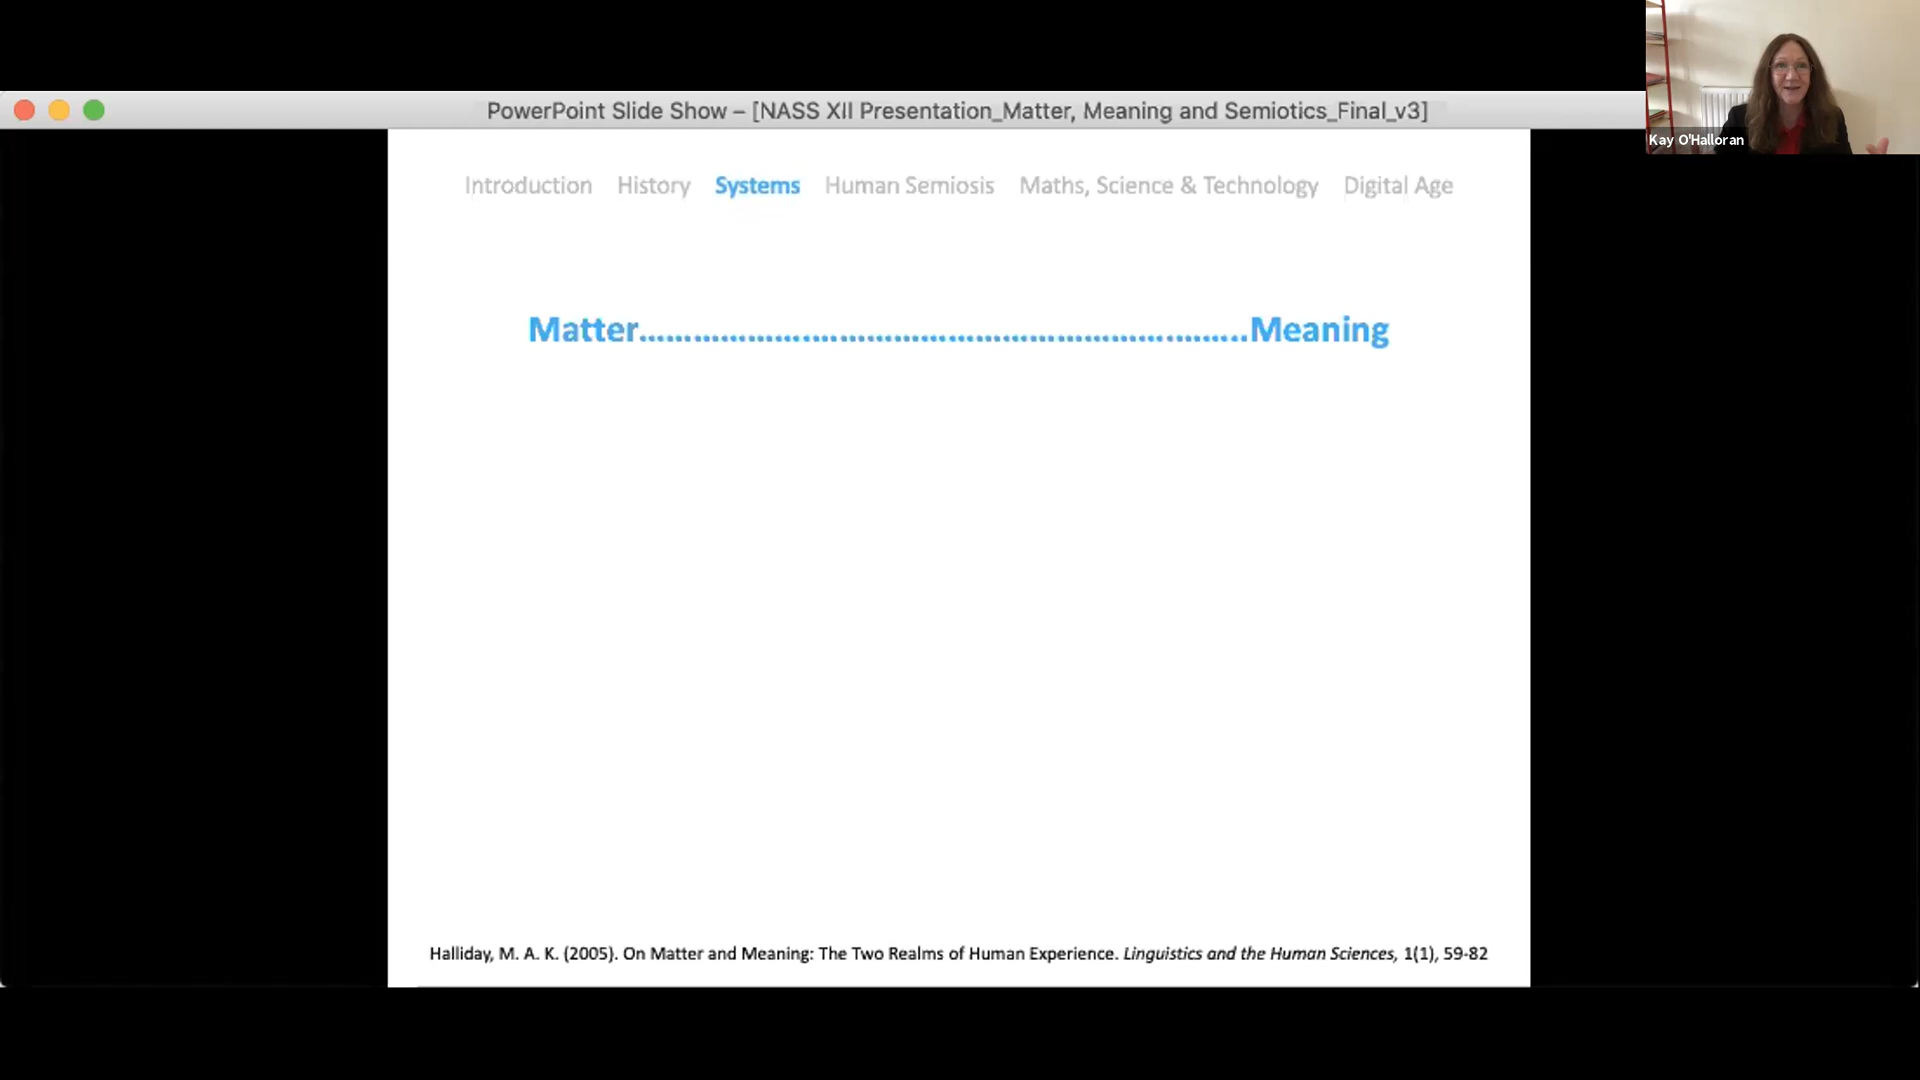 PowerPoint Slide Show – [NASS XII Presentation_Matter, Meaning and Semiotics_Final_v3]
Kay O'Halloran
Introduction History Systems Human Semiosis Maths, Science & Technology Digital Age
Matter....................................................................Meaning
Halliday, M. A. K. (2005). On Matter and Meaning: The Two Realms of Human Experience. Linguistics and the Human Sciences, 1(1), 59-82